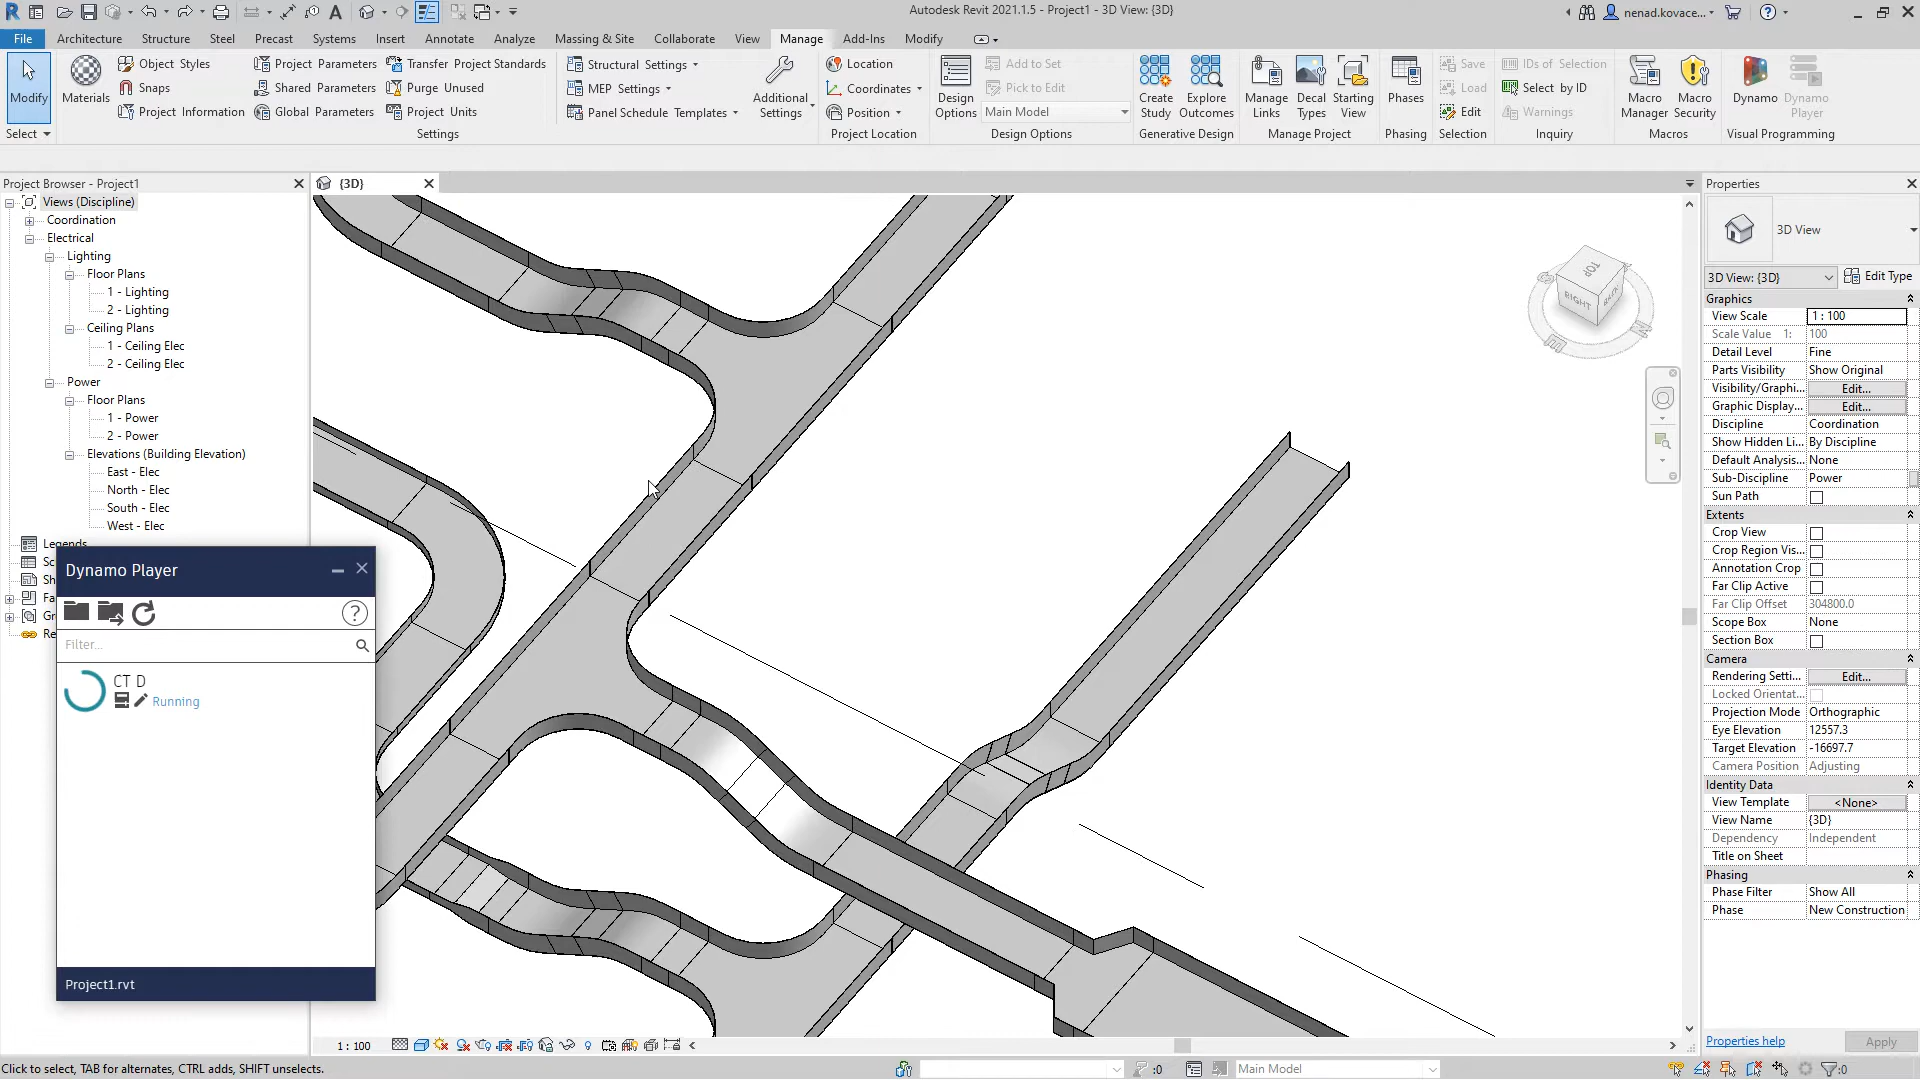 Autodesk Revit 2021.1.5 - Project1 - 3D View: {3D}
nenad.kovace...
File Architecture Structure Steel Precast Systems Insert Annotate Analyze Massing & Site Collaborate View Manage Add-Ins Modify
Modify
Select
Materials
Object Styles
Snaps
Project Information
Project Parameters
Shared Parameters
Global Parameters
Transfer Project Standards
Purge Unused
Project Units
Settings
Structural Settings
MEP Settings
Panel Schedule Templates
Additional Settings
Location
Coordinates
Position
Project Location
Design Options
Add to Set
Pick to Edit
Main Model
Design Options
Create Study
Explore Outcomes
Generative Design
Manage Links
Decal Types
Starting View
Manage Project
Phases
Phasing
Save
Load
Edit
Selection
IDs of Selection
Select by ID
Warnings
Inquiry
Macro Manager
Macro Security
Macros
Dynamo
Dynamo Player
Visual Programming
Project Browser - Project1
Views (Discipline)
Coordination
Electrical
Lighting
Floor Plans
1 - Lighting
2 - Lighting
Ceiling Plans
1 - Ceiling Elec
2 - Ceiling Elec
Power
Floor Plans
1 - Power
2 - Power
Elevations (Building Elevation)
East - Elec
North - Elec
South - Elec
West - Elec
Legends
Sc
Sh
Fa
Gr
Re
Dynamo Player
?
Filter...
CT D
Running
Project1.rvt
{3D}
TOP
RIGHT
BACK
1 : 100
Properties
3D View
3D View: {3D}
Edit Type
Graphics
View Scale 1 : 100
Scale Value 1: 100
Detail Level Fine
Parts Visibility Show Original
Visibility/Graphi... Edit...
Graphic Display... Edit...
Discipline Coordination
Show Hidden Li... By Discipline
Default Analysis... None
Sub-Discipline Power
Sun Path
Extents
Crop View
Crop Region Vis...
Annotation Crop
Far Clip Active
Far Clip Offset 304800.0
Scope Box None
Section Box
Camera
Rendering Setti... Edit...
Locked Orientat...
Projection Mode Orthographic
Eye Elevation 12557.3
Target Elevation -16697.7
Camera Position Adjusting
Identity Data
View Template <None>
View Name {3D}
Dependency Independent
Title on Sheet
Phasing
Phase Filter Show All
Phase New Construction
Properties help
Apply
Click to select, TAB for alternates, CTRL adds, SHIFT unselects.
:0
Main Model
:0